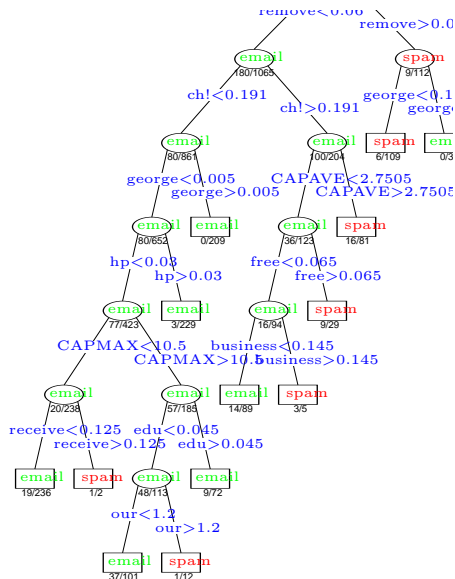 remove<0.06
remove>0.0
email
180/1065
spam
9/112
ch!<0.191
ch!>0.191
george<0.1
george
email
80/861
email
100/204
spam
6/109
email
0/3
george<0.005
george>0.005
CAPAVE<2.7505
CAPAVE>2.7505
email
80/652
email
0/209
email
36/123
spam
16/81
hp<0.03
hp>0.03
free<0.065
free>0.065
email
77/423
email
3/229
email
16/94
spam
9/29
CAPMAX<10.5
CAPMAX>10.5
business<0.145
business>0.145
email
20/238
email
57/185
email
14/89
spam
3/5
receive<0.125
receive>0.125
edu<0.045
edu>0.045
email
19/236
spam
1/2
email
48/113
email
9/72
our<1.2
our>1.2
email
37/101
spam
1/12